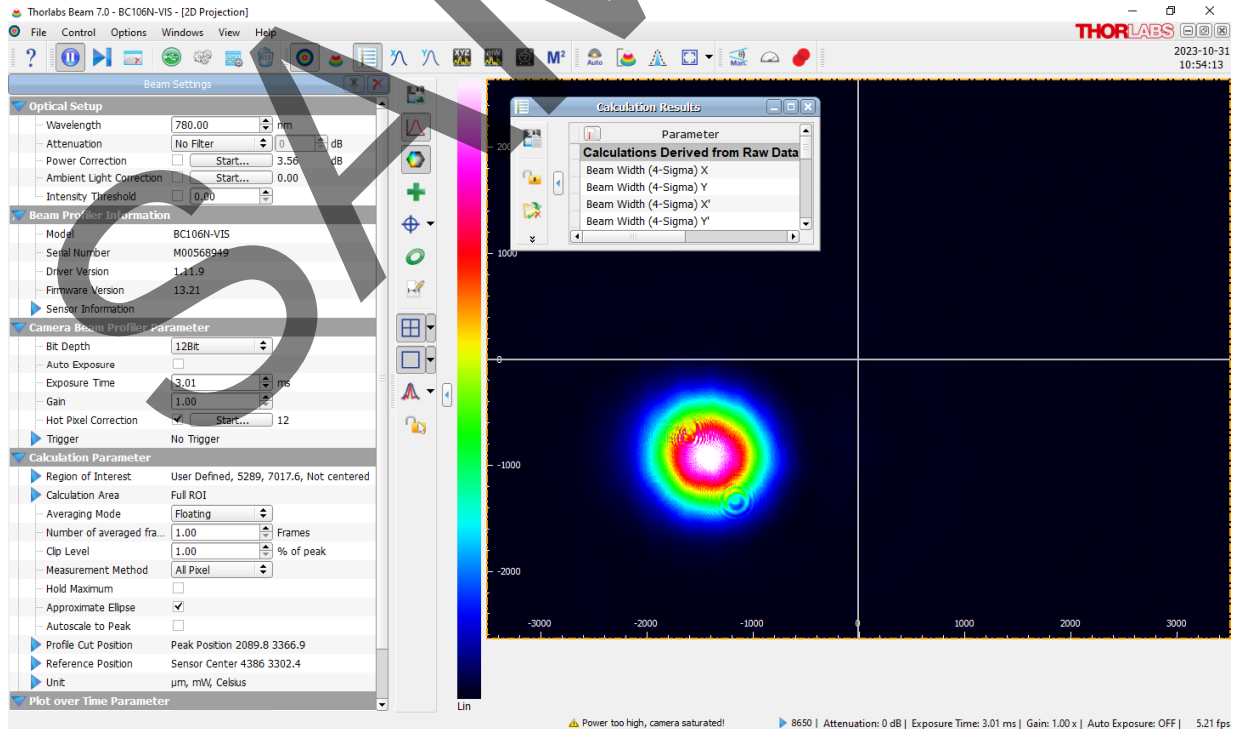 Thorlabs Beam 7.0 - BC106N-VIS - [2D Projection]
File Control Options Windows View Help
THORLABS
? Auto M² Man.
2023-10-31
10:54:13
Beam Settings
Optical Setup
Wavelength 780.00 nm
Attenuation No Filter 0 dB
Power Correction Start... 3.56 dB
Ambient Light Correction Start... 0.00
Intensity Threshold 0.00
Beam Profiler Information
Model BC106N-VIS
Serial Number M00568949
Driver Version 1.11.9
Firmware Version 13.21
Sensor Information
Camera Beam Profiler Parameter
Bit Depth 12Bit
Auto Exposure
Exposure Time 3.01 ms
Gain 1.00
Hot Pixel Correction Start... 12
Trigger No Trigger
Calculation Parameter
Region of Interest User Defined, 5289, 7017.6, Not centered
Calculation Area Full ROI
Averaging Mode Floating
Number of averaged fra... 1.00 Frames
Clip Level 1.00 % of peak
Measurement Method All Pixel
Hold Maximum
Approximate Ellipse
Autoscale to Peak
Profile Cut Position Peak Position 2089.8 3366.9
Reference Position Sensor Center 4386 3302.4
Unit µm, mW, Celsius
Plot over Time Parameter
Lin
Calculation Results
Parameter
Calculations Derived from Raw Data
Beam Width (4-Sigma) X
Beam Width (4-Sigma) Y
Beam Width (4-Sigma) X'
Beam Width (4-Sigma) Y'
1000
0
-1000
-2000
-3000 -2000 -1000 0 1000 2000 3000
Power too high, camera saturated!
8650 | Attenuation: 0 dB | Exposure Time: 3.01 ms | Gain: 1.00 x | Auto Exposure: OFF | 5.21 fps